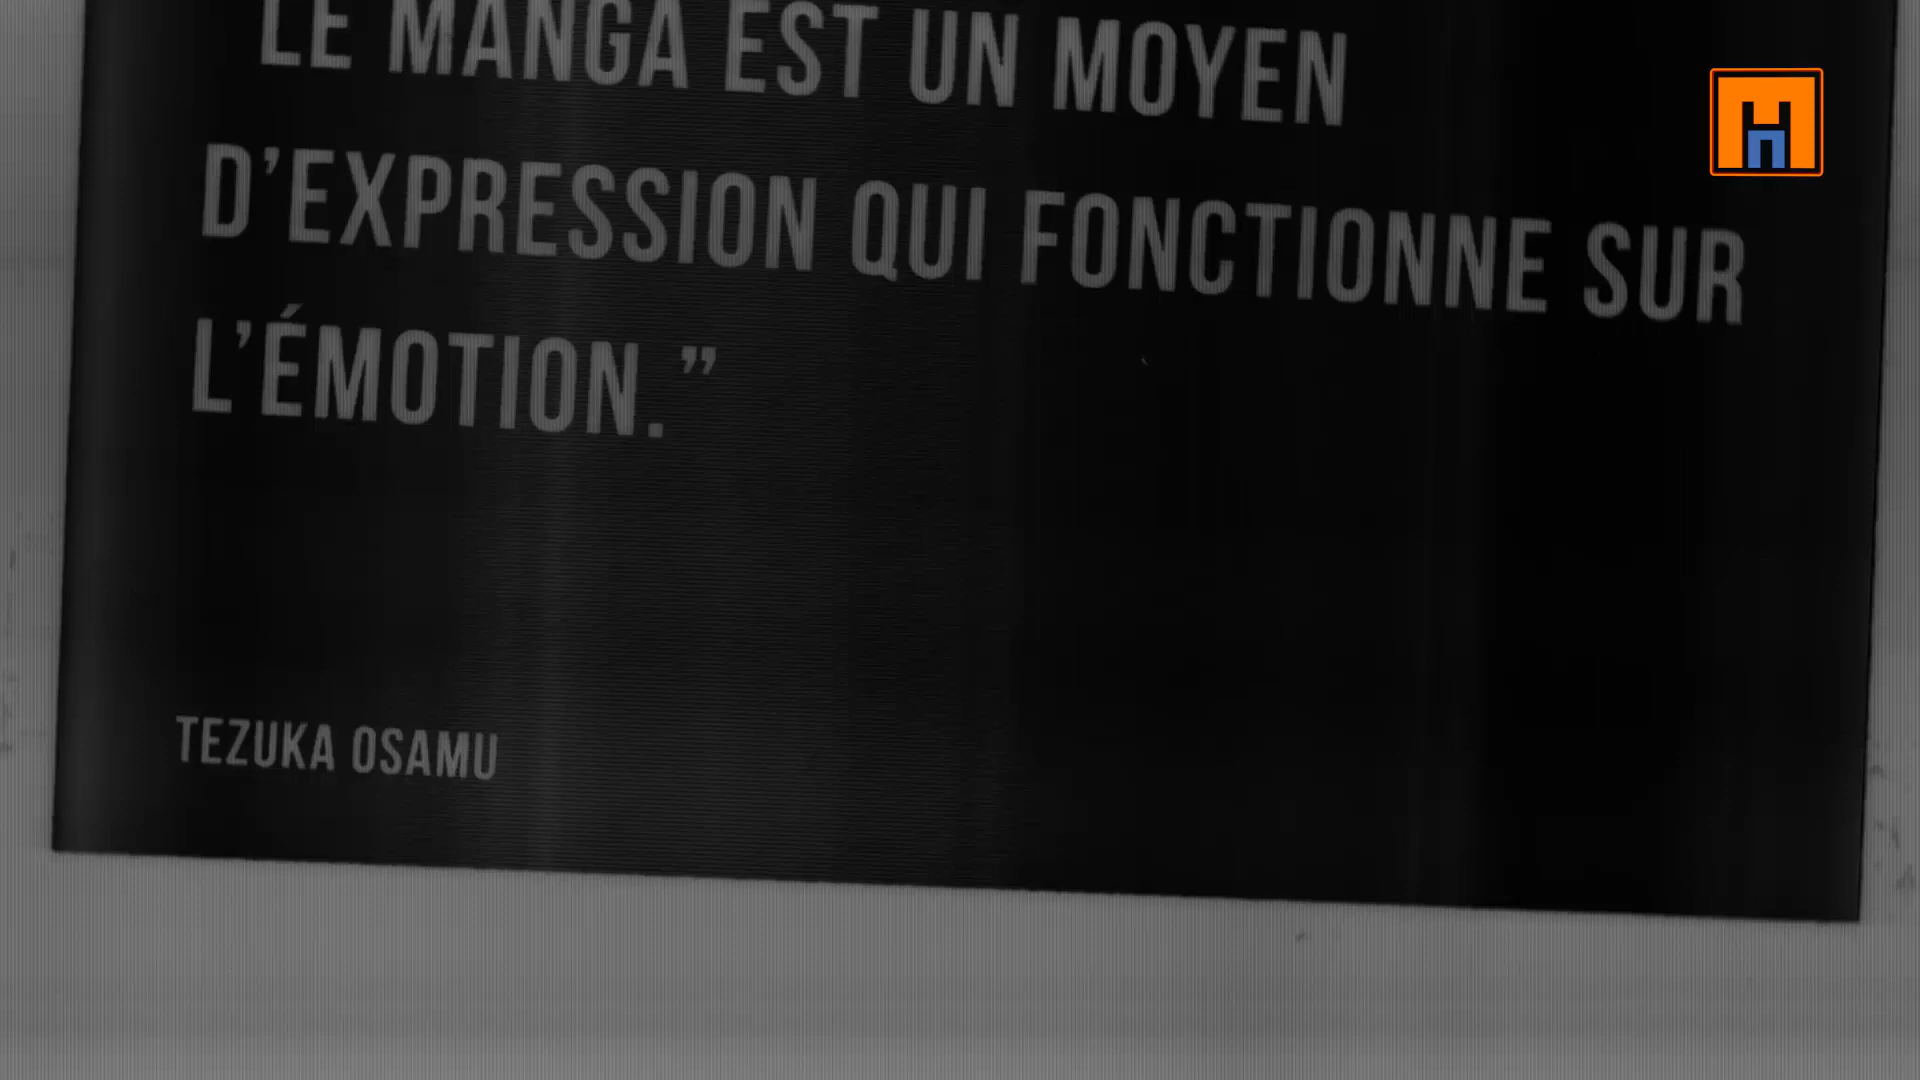 LE MANGA EST UN MOYEN
D’EXPRESSION QUI FONCTIONNE SUR
L’ÉMOTION.”
TEZUKA OSAMU